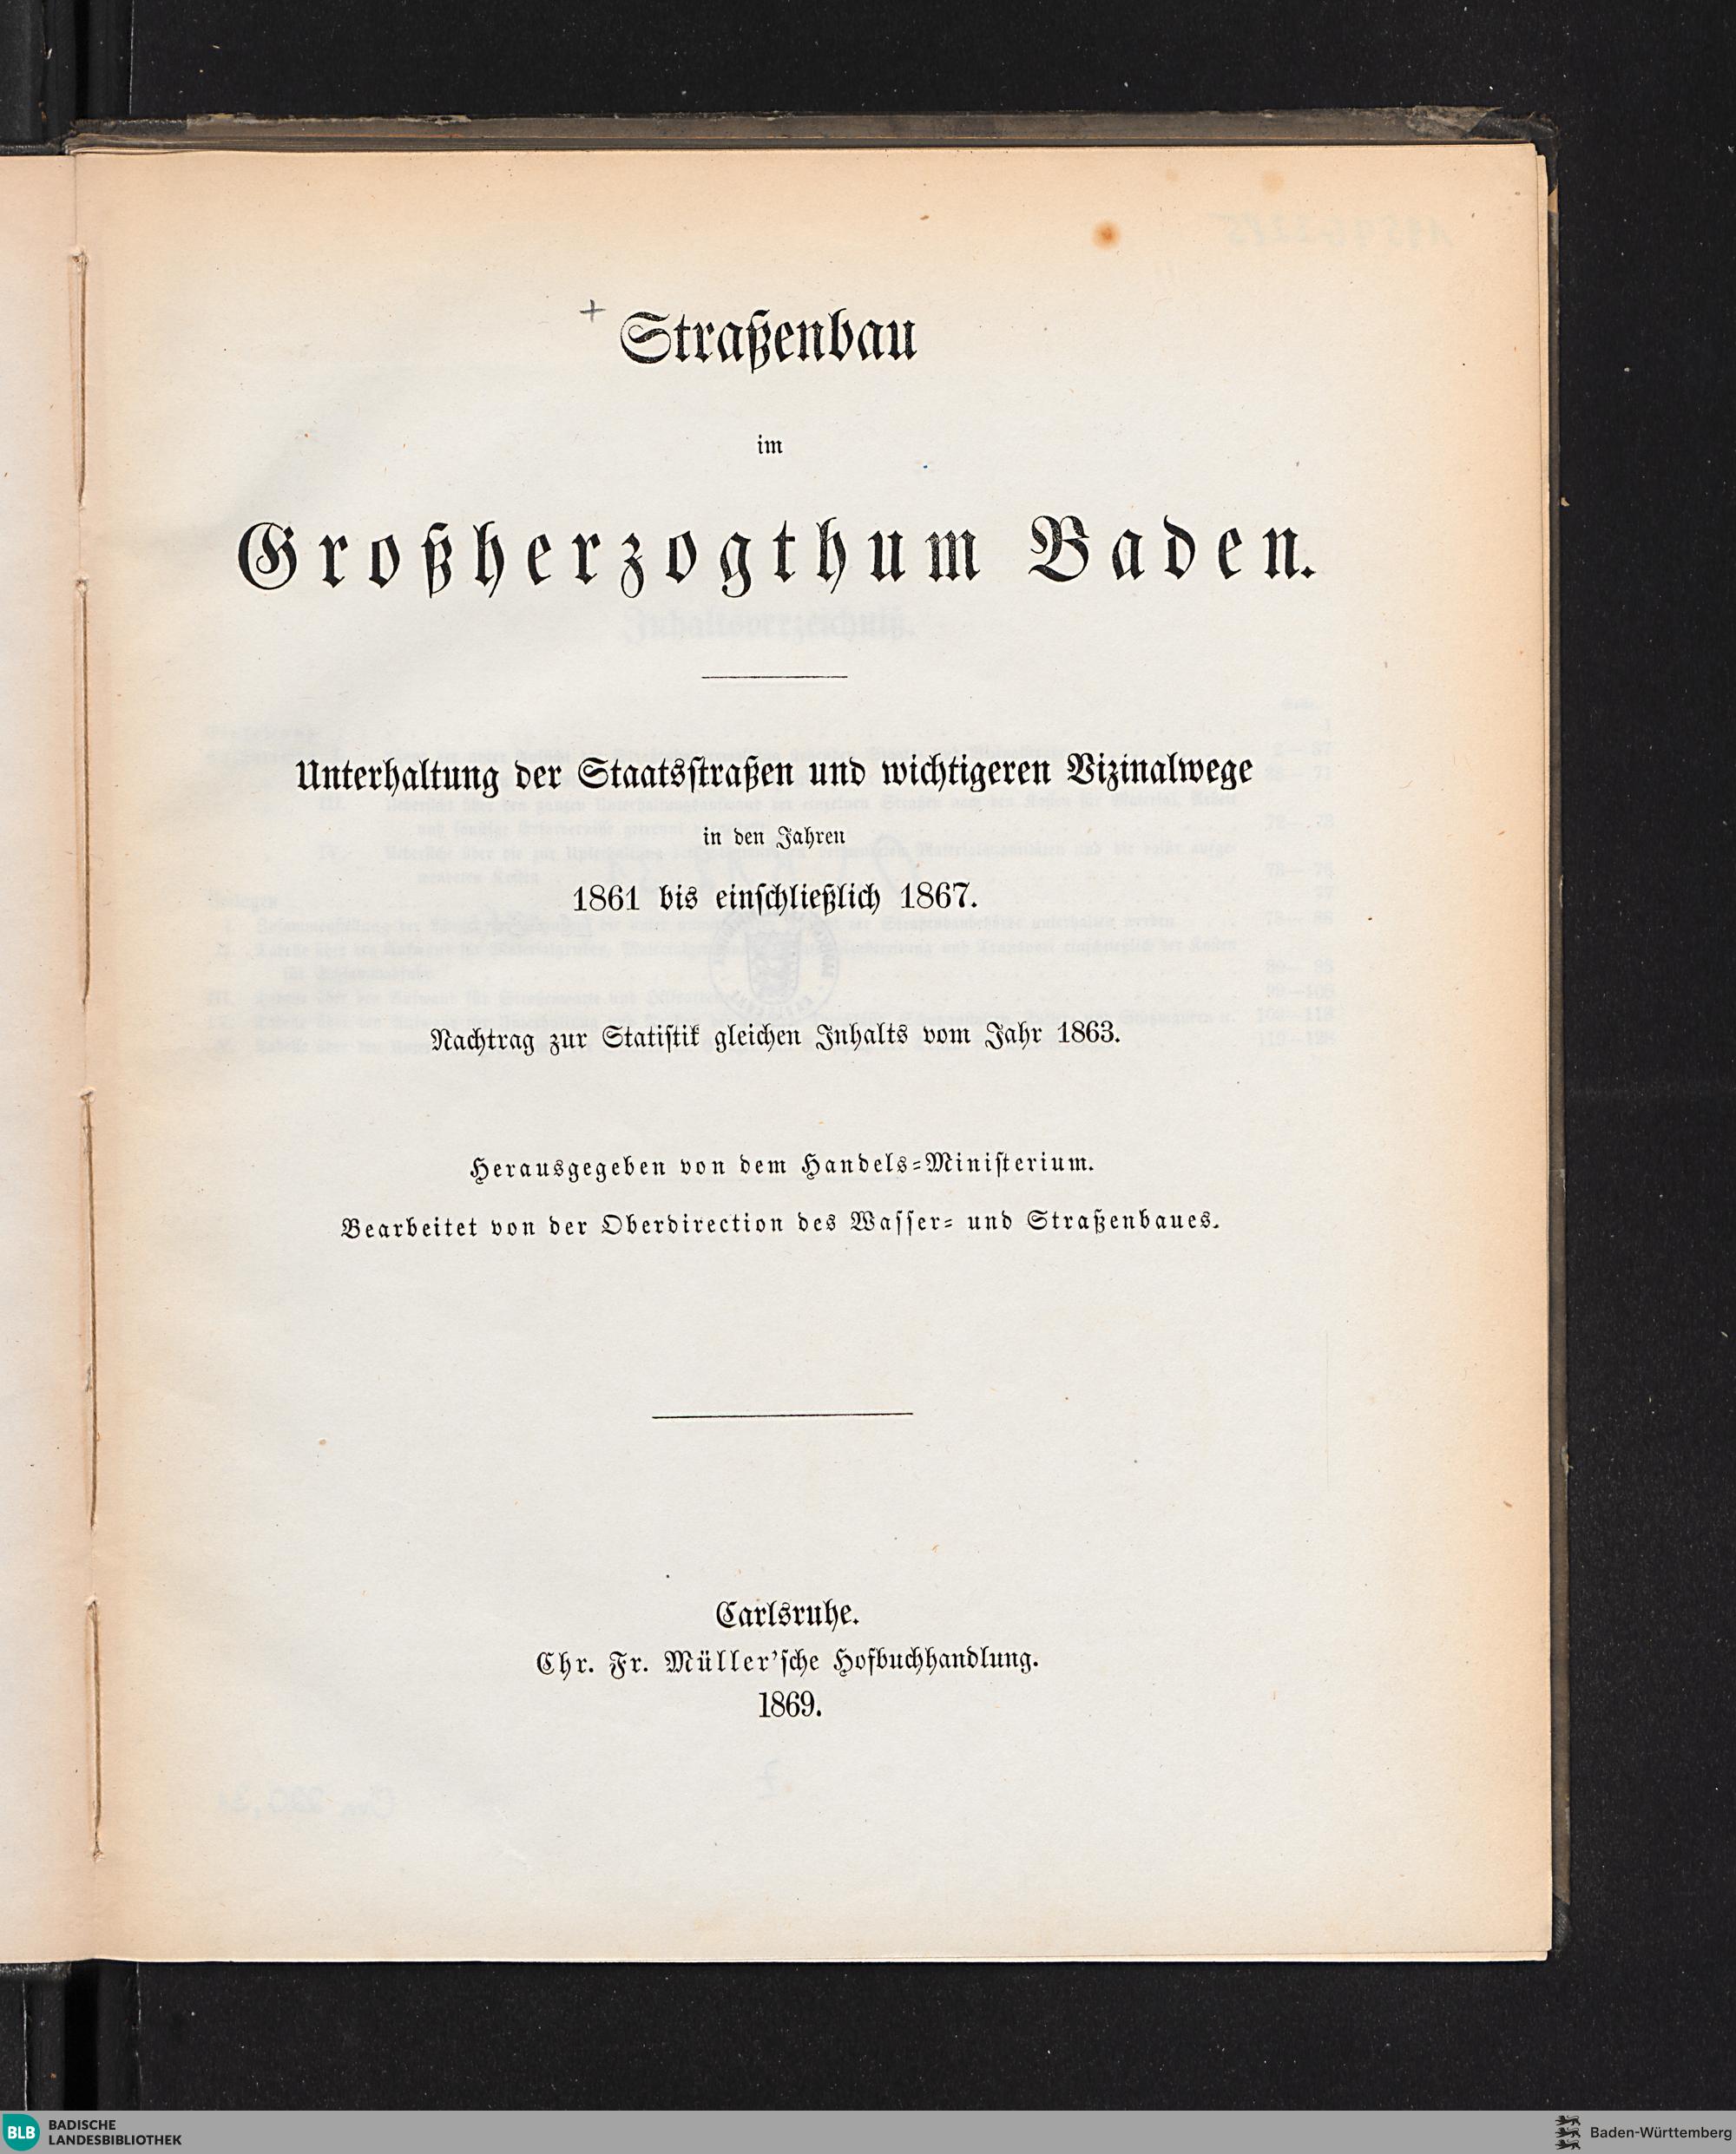 Straßenbau
im
Großherzogthum Baden.
Unterhaltung der Staatsstraßen und wichtigeren Vizinalwege
in den Jahren
1861 bis einschließlich 1867.
Nachtrag zur Statistik gleichen Inhalts vom Jahr 1863.
Herausgegeben von dem Handels-Ministerium.
Bearbeitet von der Oberdirection des Wasser- und Straßenbaues.
Carlsruhe.
Chr. Fr. Müller'sche Hofbuchhandlung.
1869.
BLB BADISCHE
LANDESBIBLIOTHEK
Baden-Württemberg